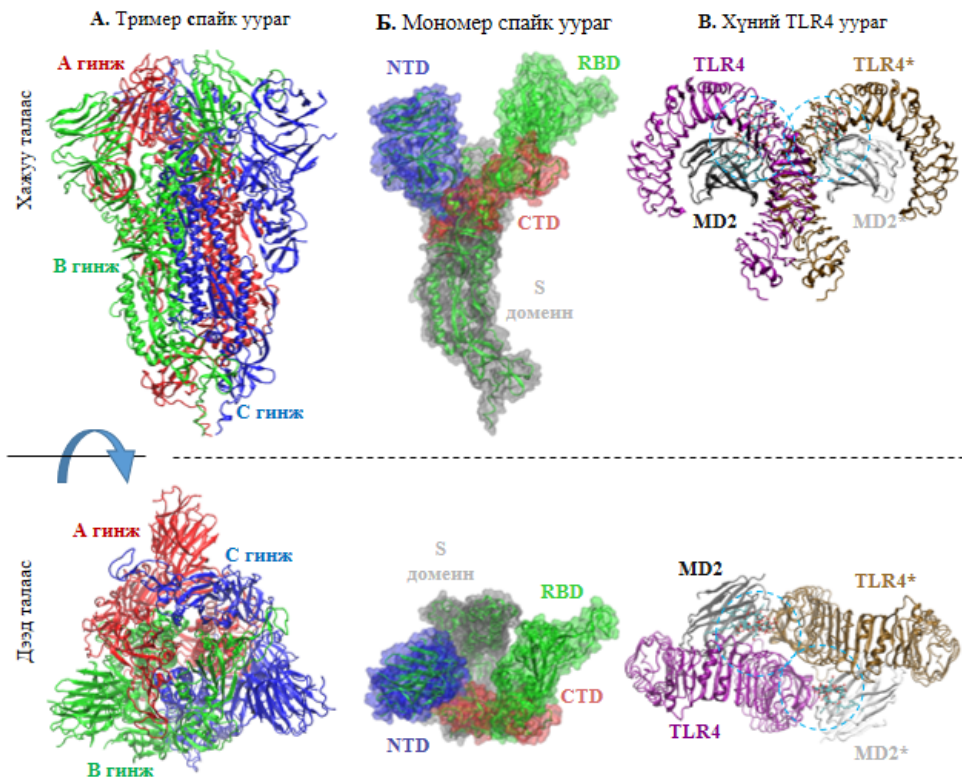 А. Тример спайк уураг
Б. Мономер спайк уураг
В. Хүний TLR4 уураг
Хажуу талаас
А гинж
В гинж
С гинж
NTD
RBD
CTD
S
домеин
TLR4
TLR4*
MD2
MD2*
Дээд талаас
А гинж
С гинж
В гинж
S
домеин
RBD
CTD
NTD
MD2
TLR4*
TLR4
MD2*